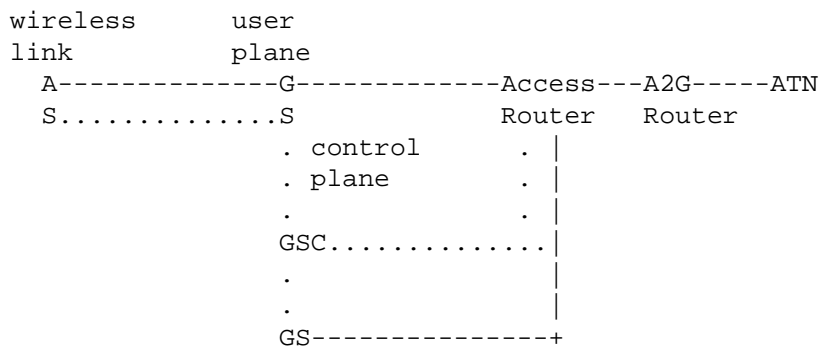 wireless        user
link            plane
  A--------------G-------------Access---A2G-----ATN
  S..............S             Router   Router
                 . control      . |
                 . plane        . |
                 .              . |
                 GSC..............|
                 .                |
                 .                |
                 GS---------------+